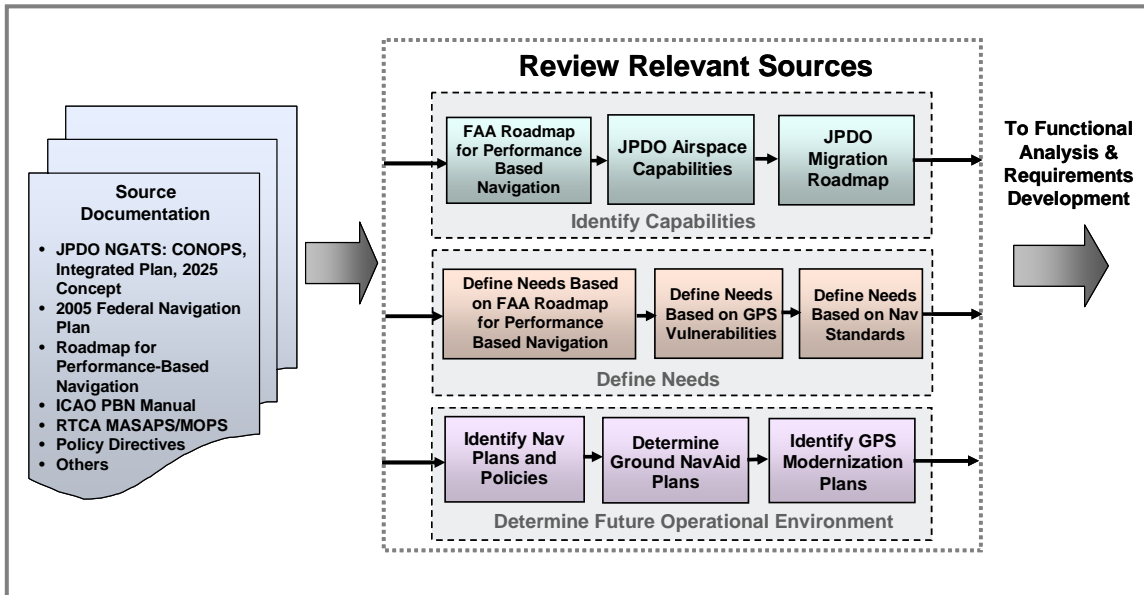 Source
Documentation
• JPDO NGATS: CONOPS,
Integrated Plan, 2025
Concept
• 2005 Federal Navigation
Plan
• Roadmap for
Performance-Based
Navigation
• ICAO PBN Manual
• RTCA MASAPS/MOPS
• Policy Directives
• Others
Review Relevant Sources
FAA Roadmap
for Performance
Based
Navigation
JPDO Airspace
Capabilities
JPDO
Migration
Roadmap
Identify Capabilities
Define Needs Based
on FAA Roadmap
for Performance
Based Navigation
Define Needs
Based on GPS
Vulnerabilities
Define Needs
Based on Nav
Standards
Define Needs
Identify Nav
Plans and
Policies
Determine
Ground NavAid
Plans
Identify GPS
Modernization
Plans
Determine Future Operational Environment
To Functional
Analysis &
Requirements
Development